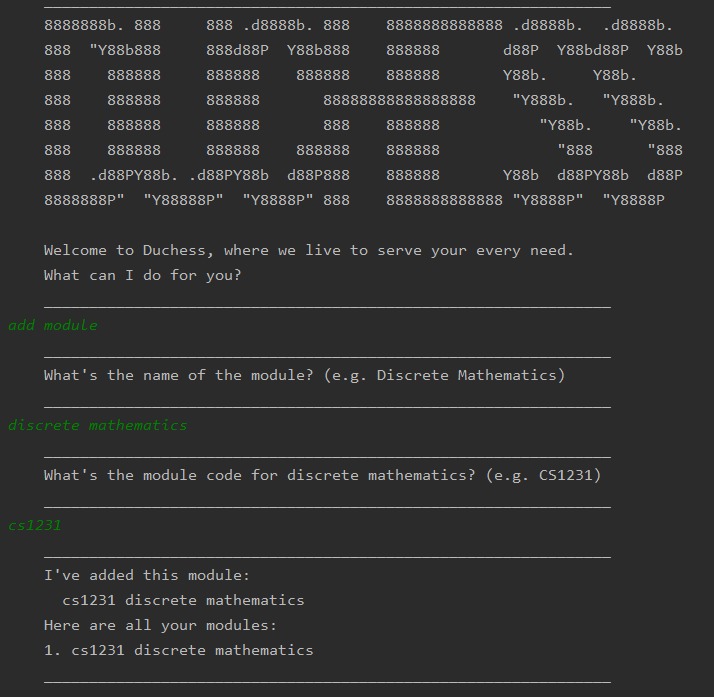 ____________________________________________________________
8888888b. 888     888 .d8888b. 888    8888888888888 .d8888b.  .d8888b.
888  "Y88b888     888d88P  Y88b888    888888       d88P  Y88bd88P  Y88b
888    888888     888888    888888    888888       Y88b.     Y88b.
888    888888     888888       88888888888888888    "Y888b.   "Y888b.
888    888888     888888       888    888888           "Y88b.    "Y88b.
888    888888     888888    888888    888888             "888      "888
888  .d88PY88b. .d88PY88b  d88P888    888888       Y88b  d88PY88b  d88P
8888888P"  "Y88888P"  "Y8888P" 888    8888888888888 "Y8888P"  "Y8888P
Welcome to Duchess, where we live to serve your every need.
What can I do for you?
____________________________________________________________
add module
____________________________________________________________
What's the name of the module? (e.g. Discrete Mathematics)
____________________________________________________________
discrete mathematics
____________________________________________________________
What's the module code for discrete mathematics? (e.g. CS1231)
____________________________________________________________
cs1231
____________________________________________________________
I've added this module:
cs1231 discrete mathematics
Here are all your modules:
1. cs1231 discrete mathematics
____________________________________________________________